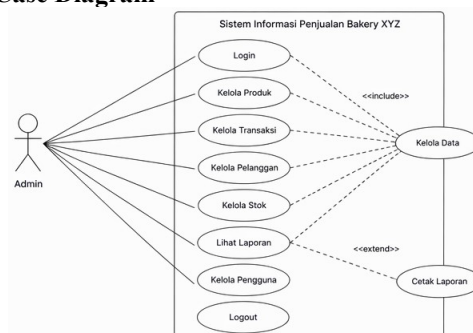 Case Diagram
Sistem Informasi Penjualan Bakery XYZ
Login
<<include>>
Kelola Produk
Kelola Transaksi
Kelola Data
Admin
Kelola Pelanggan
Kelola Stok
Lihat Laporan
<<extend>>
Kelola Pengguna
Cetak Laporan
Logout